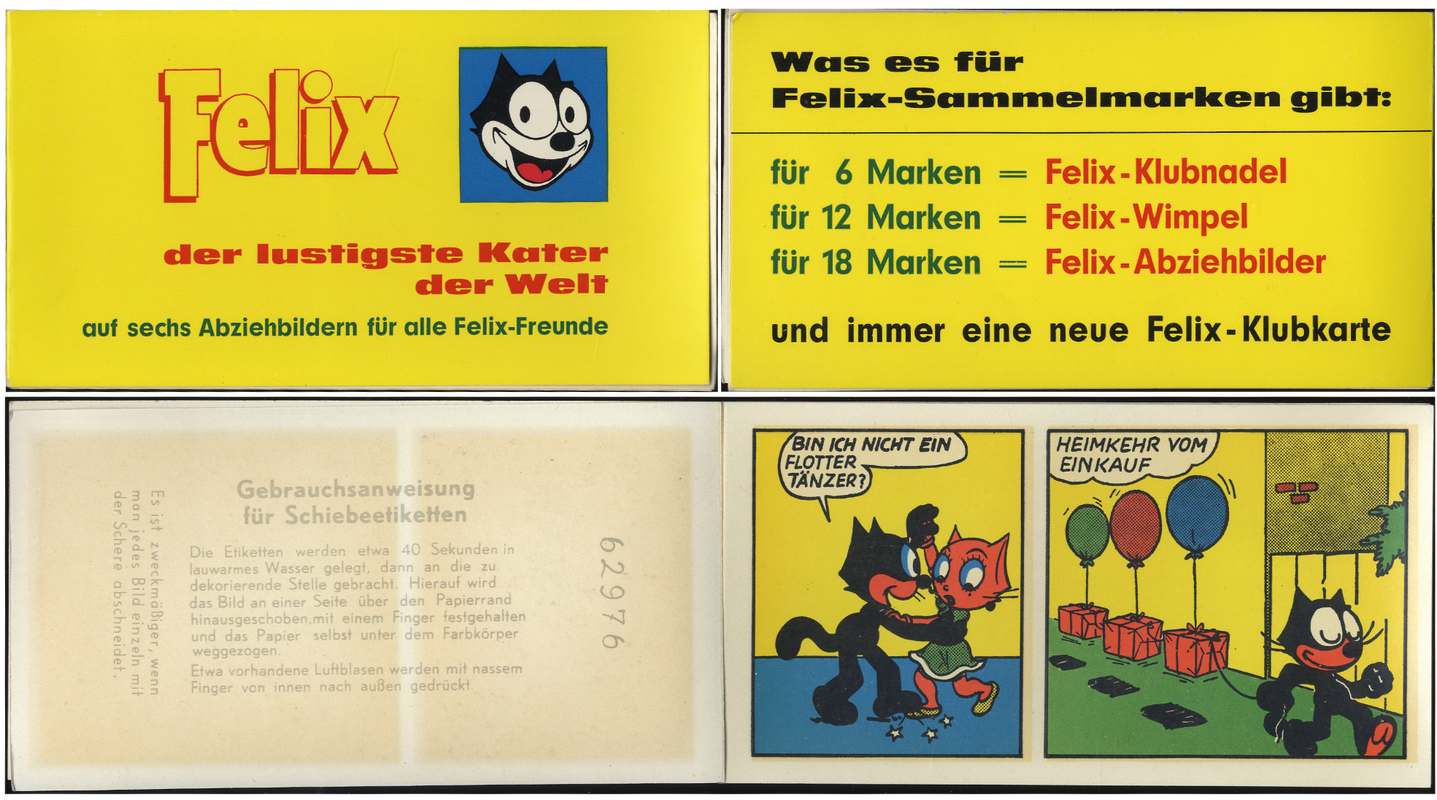 Felix
der lustigste Kater
der Welt
auf sechs Abziehbildern für alle Felix-Freunde
Was es für
Felix-Sammelmarken gibt:
für 6 Marken = Felix-Klubnadel
für 12 Marken = Felix-Wimpel
für 18 Marken = Felix-Abziehbilder
und immer eine neue Felix-Klubkarte
Es ist zweckmäßiger, wenn
man jedes Bild einzeln mit
der Schere abschneidet.
Gebrauchsanweisung
für Schiebeetiketten
Die Etiketten werden etwa 40 Sekunden in
lauwarmes Wasser gelegt, dann an die zu
dekorierende Stelle gebracht. Hierauf wird
das Bild an einer Seite über den Papierrand
hinausgeschoben,mit einem Finger festgehalten
und das Papier selbst unter dem Farbkörper
weggezogen.
Etwa vorhandene Luftblasen werden mit nassem
Finger von innen nach außen gedrückt
62976
BIN ICH NICHT EIN
FLOTTER
TÄNZER?
K
HEIMKEHR VOM
EINKAUF